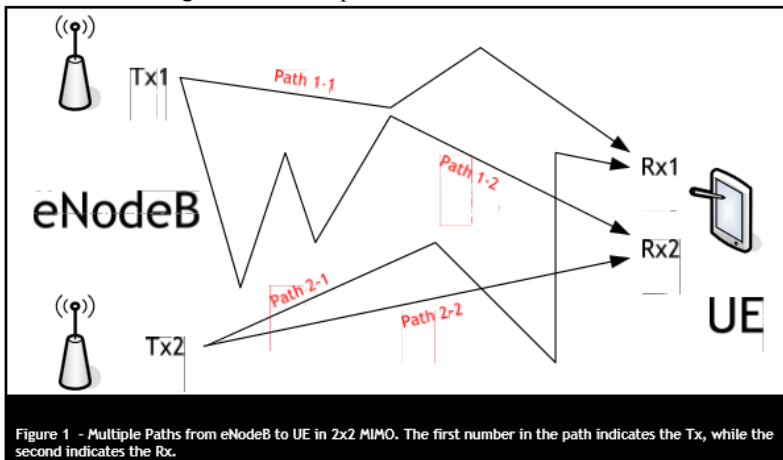 Tx1
Path 1-1
Rx1
Path 1-2
eNodeB
Rx2
Path 2-1
Path 2-2
Tx2
UE
Figure 1 - Multiple Paths from eNodeB to UE in 2x2 MIMO. The first number in the path indicates the Tx, while the
second indicates the Rx.